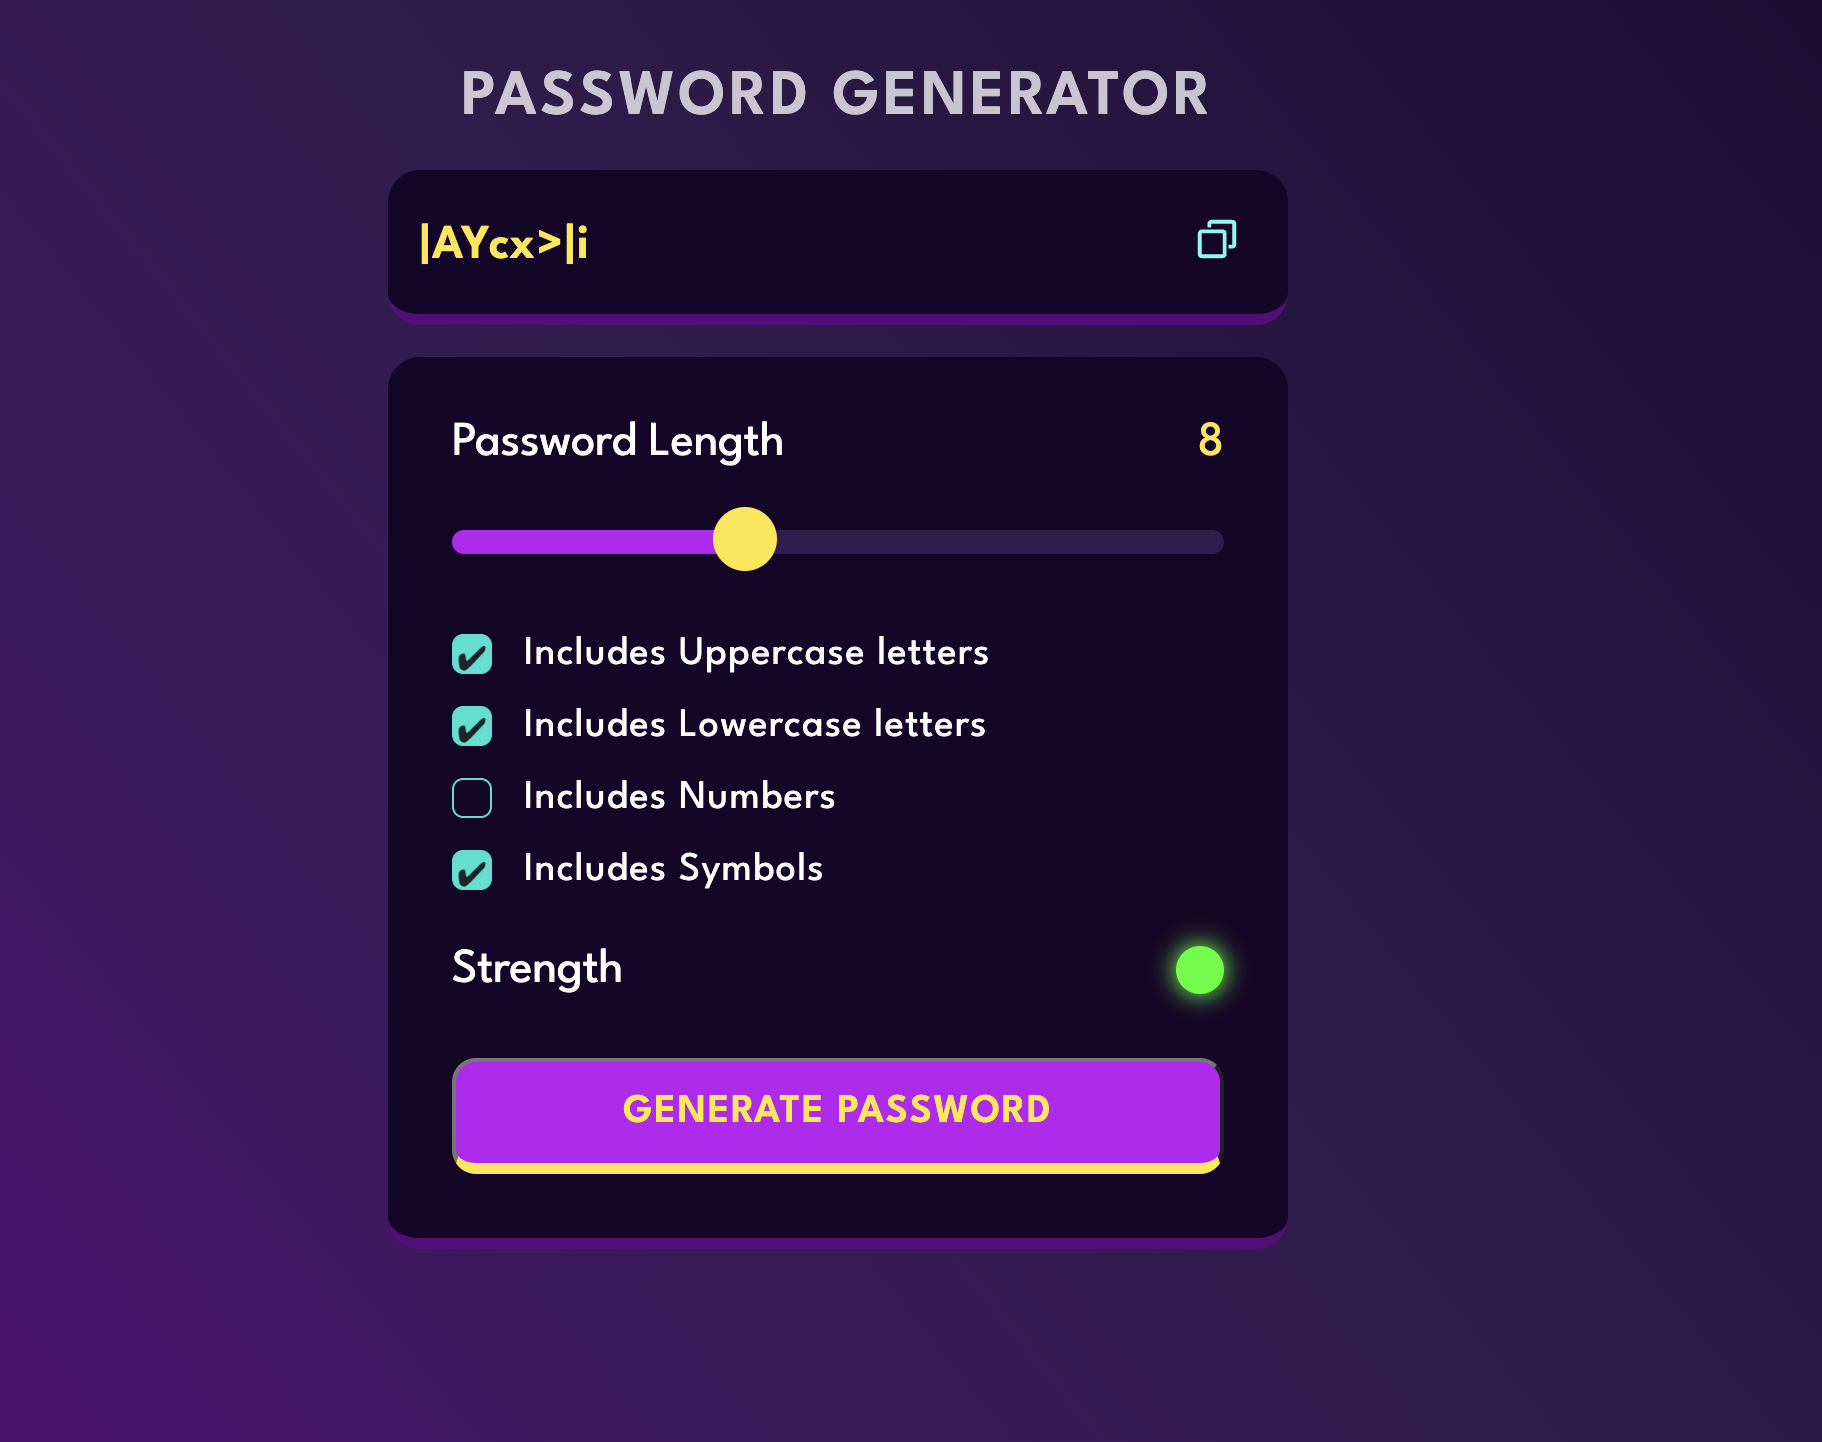 PASSWORD GENERATOR
|AYcx>|i
Password Length 8
Includes Uppercase letters
Includes Lowercase letters
Includes Numbers
Includes Symbols
Strength
GENERATE PASSWORD